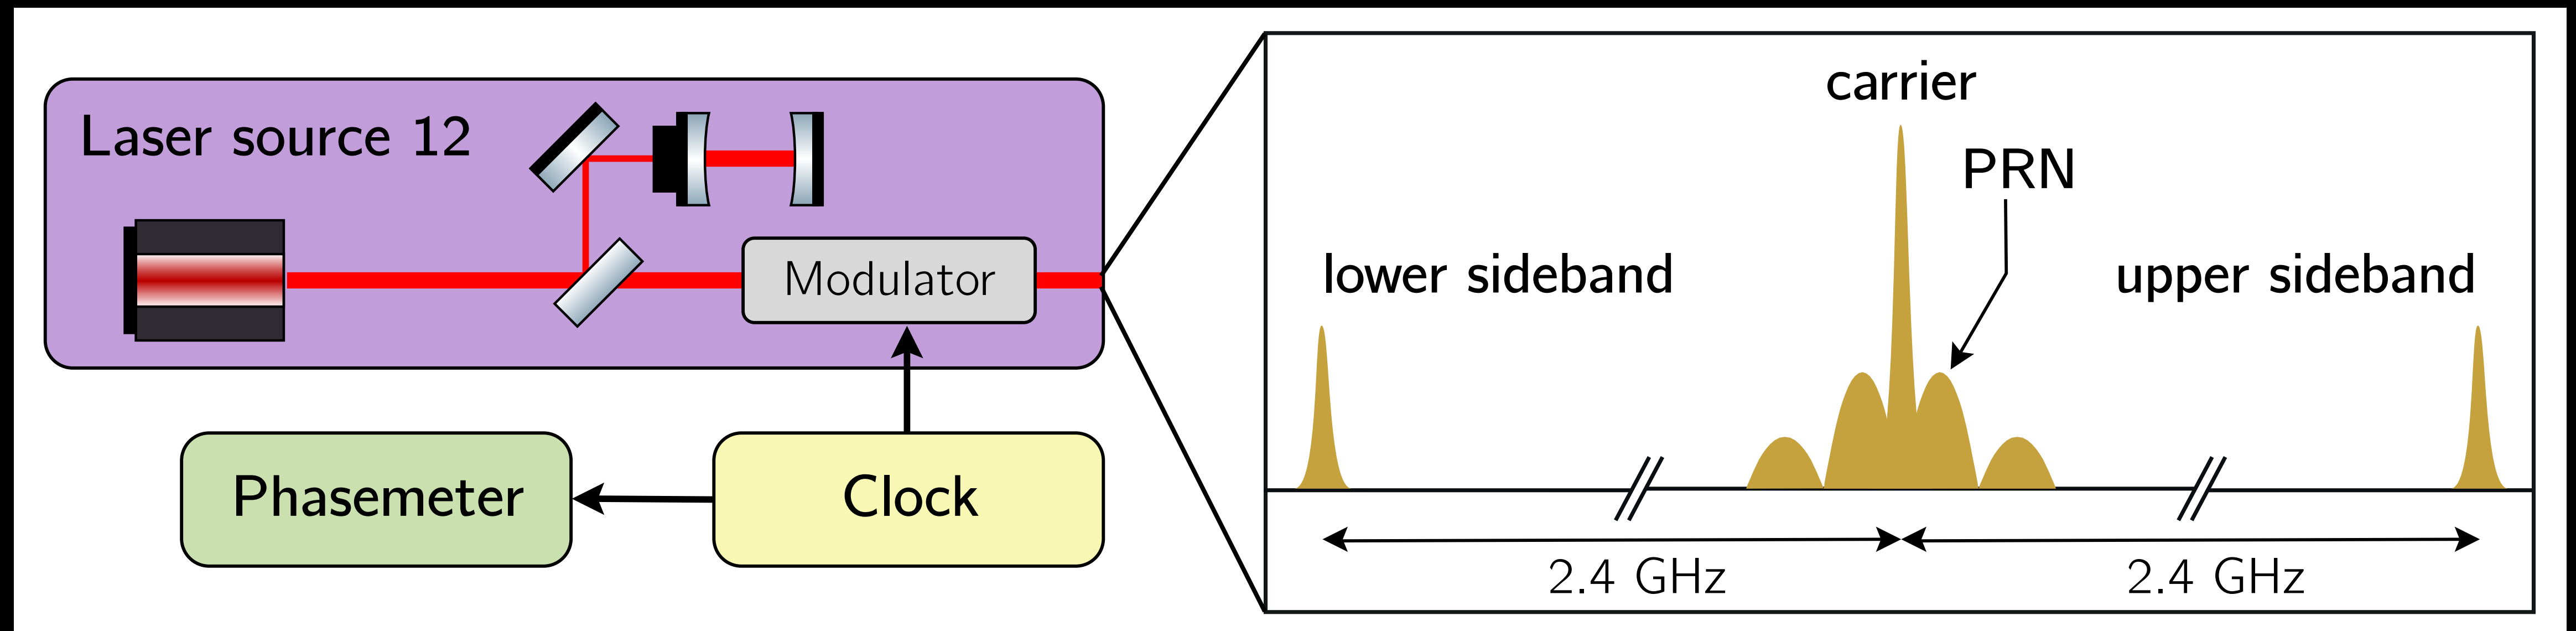 Laser source 12
Modulator
Phasemeter
Clock
carrier
PRN
lower sideband
upper sideband
2.4 GHz
2.4 GHz